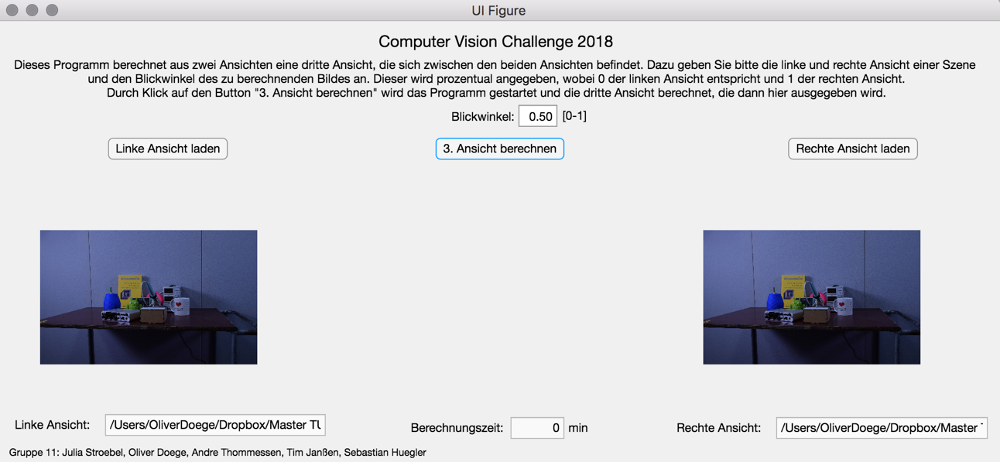 UI Figure
Computer Vision Challenge 2018
Dieses Programm berechnet aus zwei Ansichten eine dritte Ansicht, die sich zwischen den beiden Ansichten befindet. Dazu geben Sie bitte die linke und rechte Ansicht einer Szene
und den Blickwinkel des zu berechnenden Bildes an. Dieser wird prozentual angegeben, wobei 0 der linken Ansicht entspricht und 1 der rechten Ansicht.
Durch Klick auf den Button "3. Ansicht berechnen" wird das Programm gestartet und die dritte Ansicht berechnet, die dann hier ausgegeben wird.
Blickwinkel: 0.50 [0-1]
Linke Ansicht laden
3. Ansicht berechnen
Rechte Ansicht laden
Linke Ansicht: /Users/OliverDoege/Dropbox/Master TU
Berechnungszeit: 0 min
Rechte Ansicht: /Users/OliverDoege/Dropbox/Master
Gruppe 11: Julia Stroebel, Oliver Doege, Andre Thommessen, Tim Janßen, Sebastian Huegler